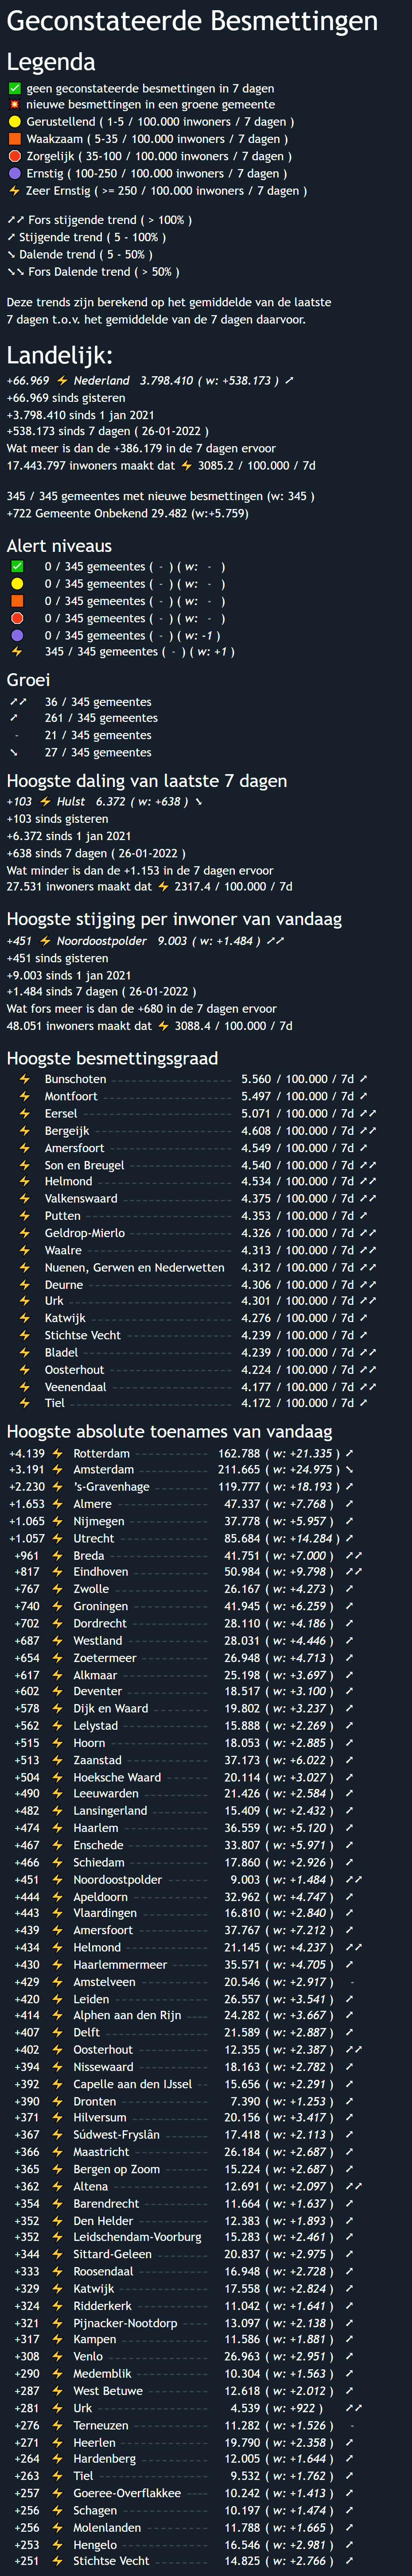 Geconstateerde Besmettingen
Legenda
✅ geen geconstateerde besmettingen in 7 dagen
💥 nieuwe besmettingen in een groene gemeente
🟡 Gerustellend ( 1-5 / 100.000 inwoners / 7 dagen )
🟧 Waakzaam ( 5-35 / 100.000 inwoners / 7 dagen )
🛑 Zorgelijk ( 35-100 / 100.000 inwoners / 7 dagen )
🟣 Ernstig ( 100-250 / 100.000 inwoners / 7 dagen )
⚡ Zeer Ernstig ( >= 250 / 100.000 inwoners / 7 dagen )
➚➚ Fors stijgende trend ( > 100% )
➚ Stijgende trend ( 5 - 100% )
➘ Dalende trend ( 5 - 50% )
➘➘ Fors Dalende trend ( > 50% )
Deze trends zijn berekend op het gemiddelde van de laatste
7 dagen t.o.v. het gemiddelde van de 7 dagen daarvoor.
Landelijk:
+66.969 ⚡ Nederland 3.798.410 ( w: +538.173 ) ➚
+66.969 sinds gisteren
+3.798.410 sinds 1 jan 2021
+538.173 sinds 7 dagen ( 26-01-2022 )
Wat meer is dan de +386.179 in de 7 dagen ervoor
17.443.797 inwoners maakt dat ⚡ 3085.2 / 100.000 / 7d
345 / 345 gemeentes met nieuwe besmettingen (w: 345 )
+722 Gemeente Onbekend 29.482 (w:+5.759)
Alert niveaus
✅ 0 / 345 gemeentes ( - ) ( w: - )
🟡 0 / 345 gemeentes ( - ) ( w: - )
🟧 0 / 345 gemeentes ( - ) ( w: - )
🛑 0 / 345 gemeentes ( - ) ( w: - )
🟣 0 / 345 gemeentes ( - ) ( w: -1 )
⚡ 345 / 345 gemeentes ( - ) ( w: +1 )
Groei
➚➚ 36 / 345 gemeentes
➚ 261 / 345 gemeentes
- 21 / 345 gemeentes
➘ 27 / 345 gemeentes
Hoogste daling van laatste 7 dagen
+103 ⚡ Hulst 6.372 ( w: +638 ) ➘
+103 sinds gisteren
+6.372 sinds 1 jan 2021
+638 sinds 7 dagen ( 26-01-2022 )
Wat minder is dan de +1.153 in de 7 dagen ervoor
27.531 inwoners maakt dat ⚡ 2317.4 / 100.000 / 7d
Hoogste stijging per inwoner van vandaag
+451 ⚡ Noordoostpolder 9.003 ( w: +1.484 ) ➚➚
+451 sinds gisteren
+9.003 sinds 1 jan 2021
+1.484 sinds 7 dagen ( 26-01-2022 )
Wat fors meer is dan de +680 in de 7 dagen ervoor
48.051 inwoners maakt dat ⚡ 3088.4 / 100.000 / 7d
Hoogste besmettingsgraad
⚡ Bunschoten 5.560 / 100.000 / 7d ➚
⚡ Montfoort 5.497 / 100.000 / 7d ➚
⚡ Eersel 5.071 / 100.000 / 7d ➚➚
⚡ Bergeijk 4.608 / 100.000 / 7d ➚➚
⚡ Amersfoort 4.549 / 100.000 / 7d ➚
⚡ Son en Breugel 4.540 / 100.000 / 7d ➚➚
⚡ Helmond 4.534 / 100.000 / 7d ➚➚
⚡ Valkenswaard 4.375 / 100.000 / 7d ➚➚
⚡ Putten 4.353 / 100.000 / 7d ➚
⚡ Geldrop-Mierlo 4.326 / 100.000 / 7d ➚➚
⚡ Waalre 4.313 / 100.000 / 7d ➚➚
⚡ Nuenen, Gerwen en Nederwetten 4.312 / 100.000 / 7d ➚➚
⚡ Deurne 4.306 / 100.000 / 7d ➚➚
⚡ Urk 4.301 / 100.000 / 7d ➚➚
⚡ Katwijk 4.276 / 100.000 / 7d ➚
⚡ Stichtse Vecht 4.239 / 100.000 / 7d ➚
⚡ Bladel 4.239 / 100.000 / 7d ➚➚
⚡ Oosterhout 4.224 / 100.000 / 7d ➚➚
⚡ Veenendaal 4.177 / 100.000 / 7d ➚➚
⚡ Tiel 4.172 / 100.000 / 7d ➚
Hoogste absolute toenames van vandaag
+4.139 ⚡ Rotterdam 162.788 ( w: +21.335 ) ➚
+3.191 ⚡ Amsterdam 211.665 ( w: +24.975 ) ➘
+2.230 ⚡ 's-Gravenhage 119.777 ( w: +18.193 ) ➚
+1.653 ⚡ Almere 47.337 ( w: +7.768 ) ➚
+1.065 ⚡ Nijmegen 37.778 ( w: +5.957 ) ➚
+1.057 ⚡ Utrecht 85.684 ( w: +14.284 ) ➚
+961 ⚡ Breda 41.751 ( w: +7.000 ) ➚➚
+817 ⚡ Eindhoven 50.984 ( w: +9.798 ) ➚➚
+767 ⚡ Zwolle 26.167 ( w: +4.273 ) ➚
+740 ⚡ Groningen 41.945 ( w: +6.259 ) ➚
+702 ⚡ Dordrecht 28.110 ( w: +4.186 ) ➚
+687 ⚡ Westland 28.031 ( w: +4.446 ) ➚
+654 ⚡ Zoetermeer 26.948 ( w: +4.713 ) ➚
+617 ⚡ Alkmaar 25.198 ( w: +3.697 ) ➚
+602 ⚡ Deventer 18.517 ( w: +3.100 ) ➚
+578 ⚡ Dijk en Waard 19.802 ( w: +3.237 ) ➚
+562 ⚡ Lelystad 15.888 ( w: +2.269 ) ➚
+515 ⚡ Hoorn 18.053 ( w: +2.885 ) ➚
+513 ⚡ Zaanstad 37.173 ( w: +6.022 ) ➚
+504 ⚡ Hoeksche Waard 20.114 ( w: +3.027 ) ➚
+490 ⚡ Leeuwarden 21.426 ( w: +2.584 ) ➚
+482 ⚡ Lansingerland 15.409 ( w: +2.432 ) ➚
+474 ⚡ Haarlem 36.559 ( w: +5.120 ) ➚
+467 ⚡ Enschede 33.807 ( w: +5.971 ) ➚
+466 ⚡ Schiedam 17.860 ( w: +2.926 ) ➚
+451 ⚡ Noordoostpolder 9.003 ( w: +1.484 ) ➚➚
+444 ⚡ Apeldoorn 32.962 ( w: +4.747 ) ➚
+443 ⚡ Vlaardingen 16.810 ( w: +2.840 ) ➚
+439 ⚡ Amersfoort 37.767 ( w: +7.212 ) ➚
+434 ⚡ Helmond 21.145 ( w: +4.237 ) ➚➚
+430 ⚡ Haarlemmermeer 35.571 ( w: +4.705 ) ➚
+429 ⚡ Amstelveen 20.546 ( w: +2.917 ) -
+420 ⚡ Leiden 26.557 ( w: +3.541 ) ➚
+414 ⚡ Alphen aan den Rijn 24.282 ( w: +3.667 ) ➚
+407 ⚡ Delft 21.589 ( w: +2.887 ) ➚
+402 ⚡ Oosterhout 12.355 ( w: +2.387 ) ➚➚
+394 ⚡ Nissewaard 18.163 ( w: +2.782 ) ➚
+392 ⚡ Capelle aan den IJssel 15.656 ( w: +2.291 ) ➚
+390 ⚡ Dronten 7.390 ( w: +1.253 ) ➚
+371 ⚡ Hilversum 20.156 ( w: +3.417 ) ➚
+367 ⚡ Súdwest-Fryslân 17.418 ( w: +2.113 ) ➚
+366 ⚡ Maastricht 26.184 ( w: +2.687 ) ➚
+365 ⚡ Bergen op Zoom 15.224 ( w: +2.687 ) ➚
+362 ⚡ Altena 12.691 ( w: +2.097 ) ➚➚
+354 ⚡ Barendrecht 11.664 ( w: +1.637 ) ➚
+352 ⚡ Den Helder 12.383 ( w: +1.893 ) ➚
+352 ⚡ Leidschendam-Voorburg 15.283 ( w: +2.461 ) ➚
+344 ⚡ Sittard-Geleen 20.837 ( w: +2.975 ) ➚
+333 ⚡ Roosendaal 16.948 ( w: +2.728 ) ➚
+329 ⚡ Katwijk 17.558 ( w: +2.824 ) ➚
+324 ⚡ Ridderkerk 11.042 ( w: +1.641 ) ➚
+321 ⚡ Pijnacker-Nootdorp 13.097 ( w: +2.138 ) ➚
+317 ⚡ Kampen 11.586 ( w: +1.881 ) ➚
+308 ⚡ Venlo 26.963 ( w: +2.951 ) ➚
+290 ⚡ Medemblik 10.304 ( w: +1.563 ) ➚
+287 ⚡ West Betuwe 12.618 ( w: +2.012 ) ➚
+281 ⚡ Urk 4.539 ( w: +922 ) ➚➚
+276 ⚡ Terneuzen 11.282 ( w: +1.526 ) -
+271 ⚡ Heerlen 19.790 ( w: +2.358 ) ➚
+264 ⚡ Hardenberg 12.005 ( w: +1.644 ) ➚
+263 ⚡ Tiel 9.532 ( w: +1.762 ) ➚
+257 ⚡ Goeree-Overflakkee 10.242 ( w: +1.413 ) ➚
+256 ⚡ Schagen 10.197 ( w: +1.474 ) ➚
+256 ⚡ Molenlanden 11.788 ( w: +1.665 ) ➚
+253 ⚡ Hengelo 16.546 ( w: +2.981 ) ➚
+251 ⚡ Stichtse Vecht 14.825 ( w: +2.766 ) ➚